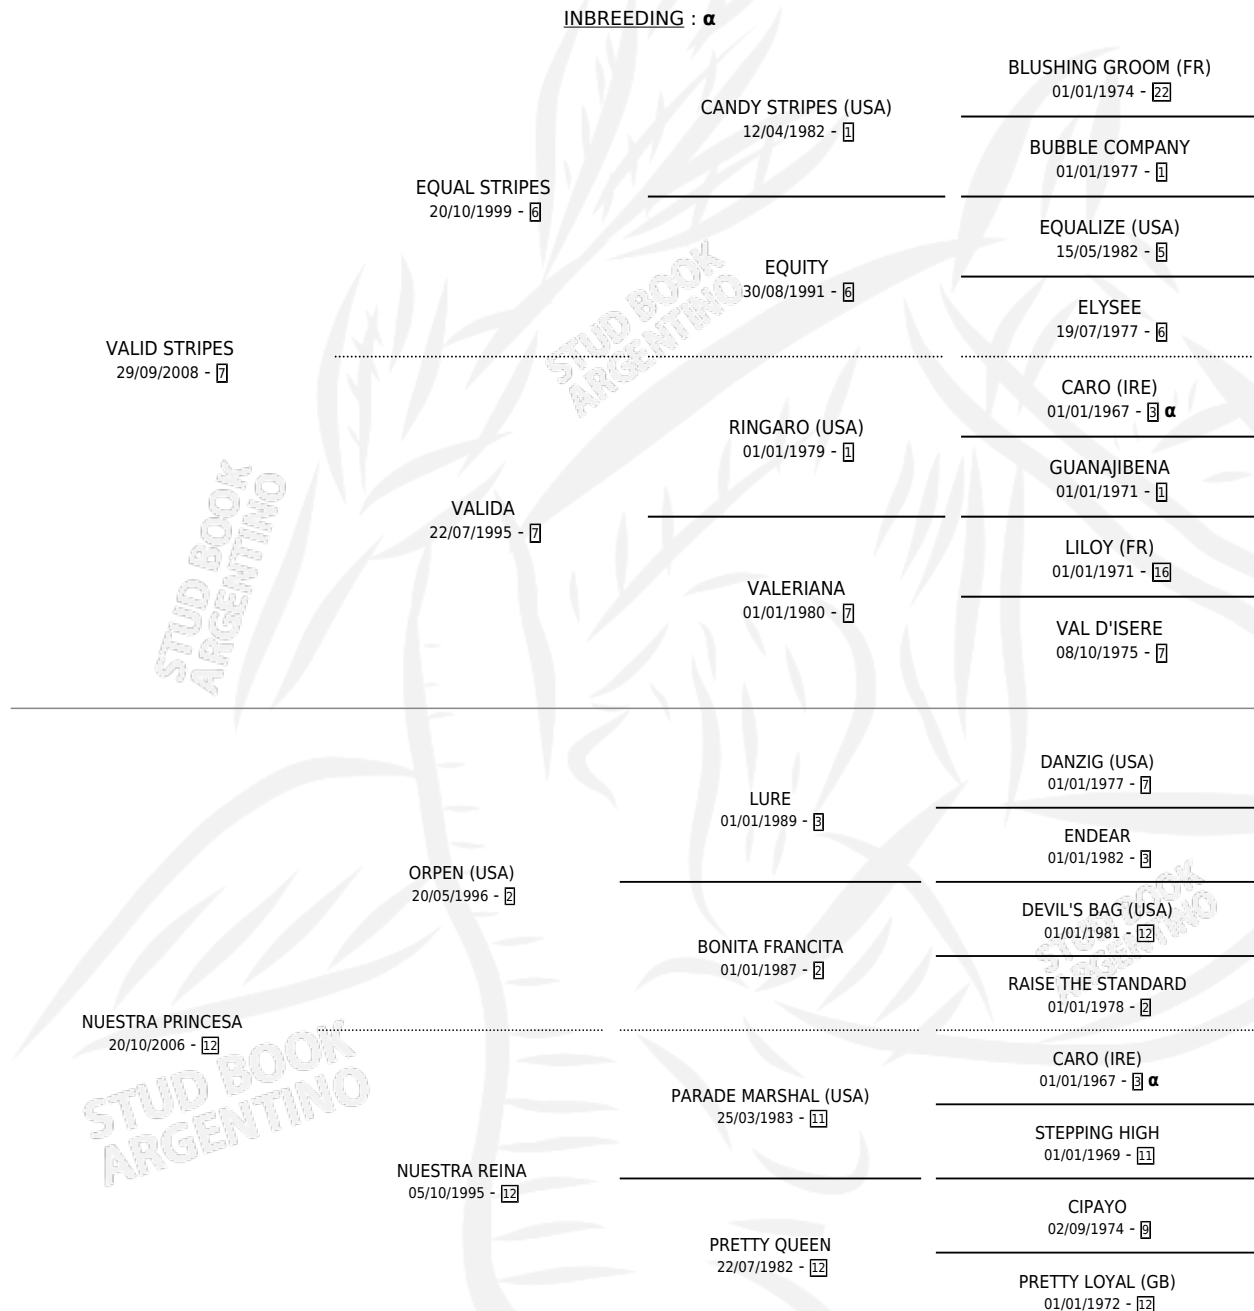 INBREEDING : α
BLUSHING GROOM (FR)
01/01/1974 - 22
CANDY STRIPES (USA)
12/04/1982 - 1
BUBBLE COMPANY
01/01/1977 - 1
EQUAL STRIPES
20/10/1999 - 6
EQUALIZE (USA)
15/05/1982 - 5
EQUITY
30/08/1991 - 6
ELYSEE
19/07/1977 - 6
VALID STRIPES
29/09/2008 - 7
CARO (IRE)
01/01/1967 - 3 α
RINGARO (USA)
01/01/1979 - 1
GUANAJIBENA
01/01/1971 - 1
VALIDA
22/07/1995 - 7
LILOY (FR)
01/01/1971 - 16
VALERIANA
01/01/1980 - 7
VAL D'ISERE
08/10/1975 - 7
DANZIG (USA)
01/01/1977 - 7
LURE
01/01/1989 - 3
ENDEAR
01/01/1982 - 3
ORPEN (USA)
20/05/1996 - 2
DEVIL'S BAG (USA)
01/01/1981 - 12
BONITA FRANCITA
01/01/1987 - 2
RAISE THE STANDARD
01/01/1978 - 2
NUESTRA PRINCESA
20/10/2006 - 12
CARO (IRE)
01/01/1967 - 3 α
PARADE MARSHAL (USA)
25/03/1983 - 11
STEPPING HIGH
01/01/1969 - 11
NUESTRA REINA
05/10/1995 - 12
CIPAYO
02/09/1974 - 9
PRETTY QUEEN
22/07/1982 - 12
PRETTY LOYAL (GB)
01/01/1972 - 12
STUD BOOK
ARGENTINO
STUD BOOK
ARGENTINO
STUD BOOK
ARGENTINO
STUD BOOK
ARGENTINO